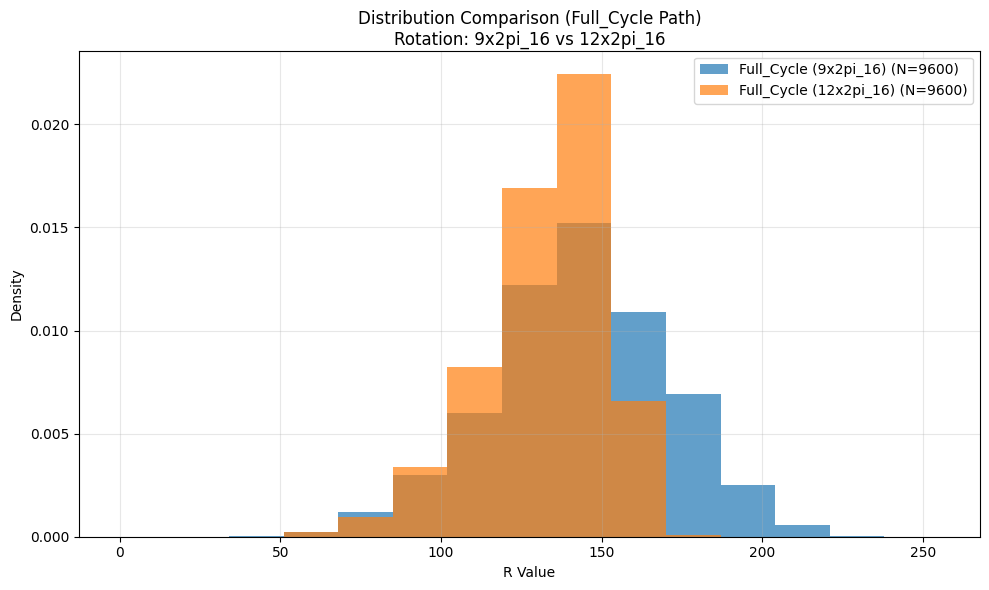 Distribution Comparison (Full_Cycle Path)
Rotation: 9x2pi_16 vs 12x2pi_16
Full_Cycle (9x2pi_16) (N=9600)
Full_Cycle (12x2pi_16) (N=9600)
0.020
0.015
0.010
0.005
0.000
Density
0 50 100 150 200 250
R Value